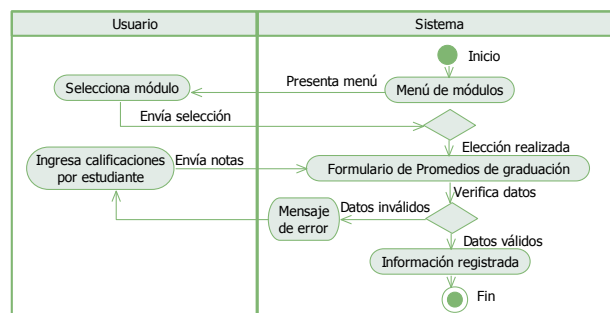 Usuario
Sistema
Inicio
Presenta menú
Selecciona módulo
Menú de módulos
Envía selección
Elección realizada
Ingresa calificaciones
por estudiante
Envía notas
Formulario de Promedios de graduación
Verifica datos
Mensaje
de error
Datos inválidos
Datos válidos
Información registrada
Fin